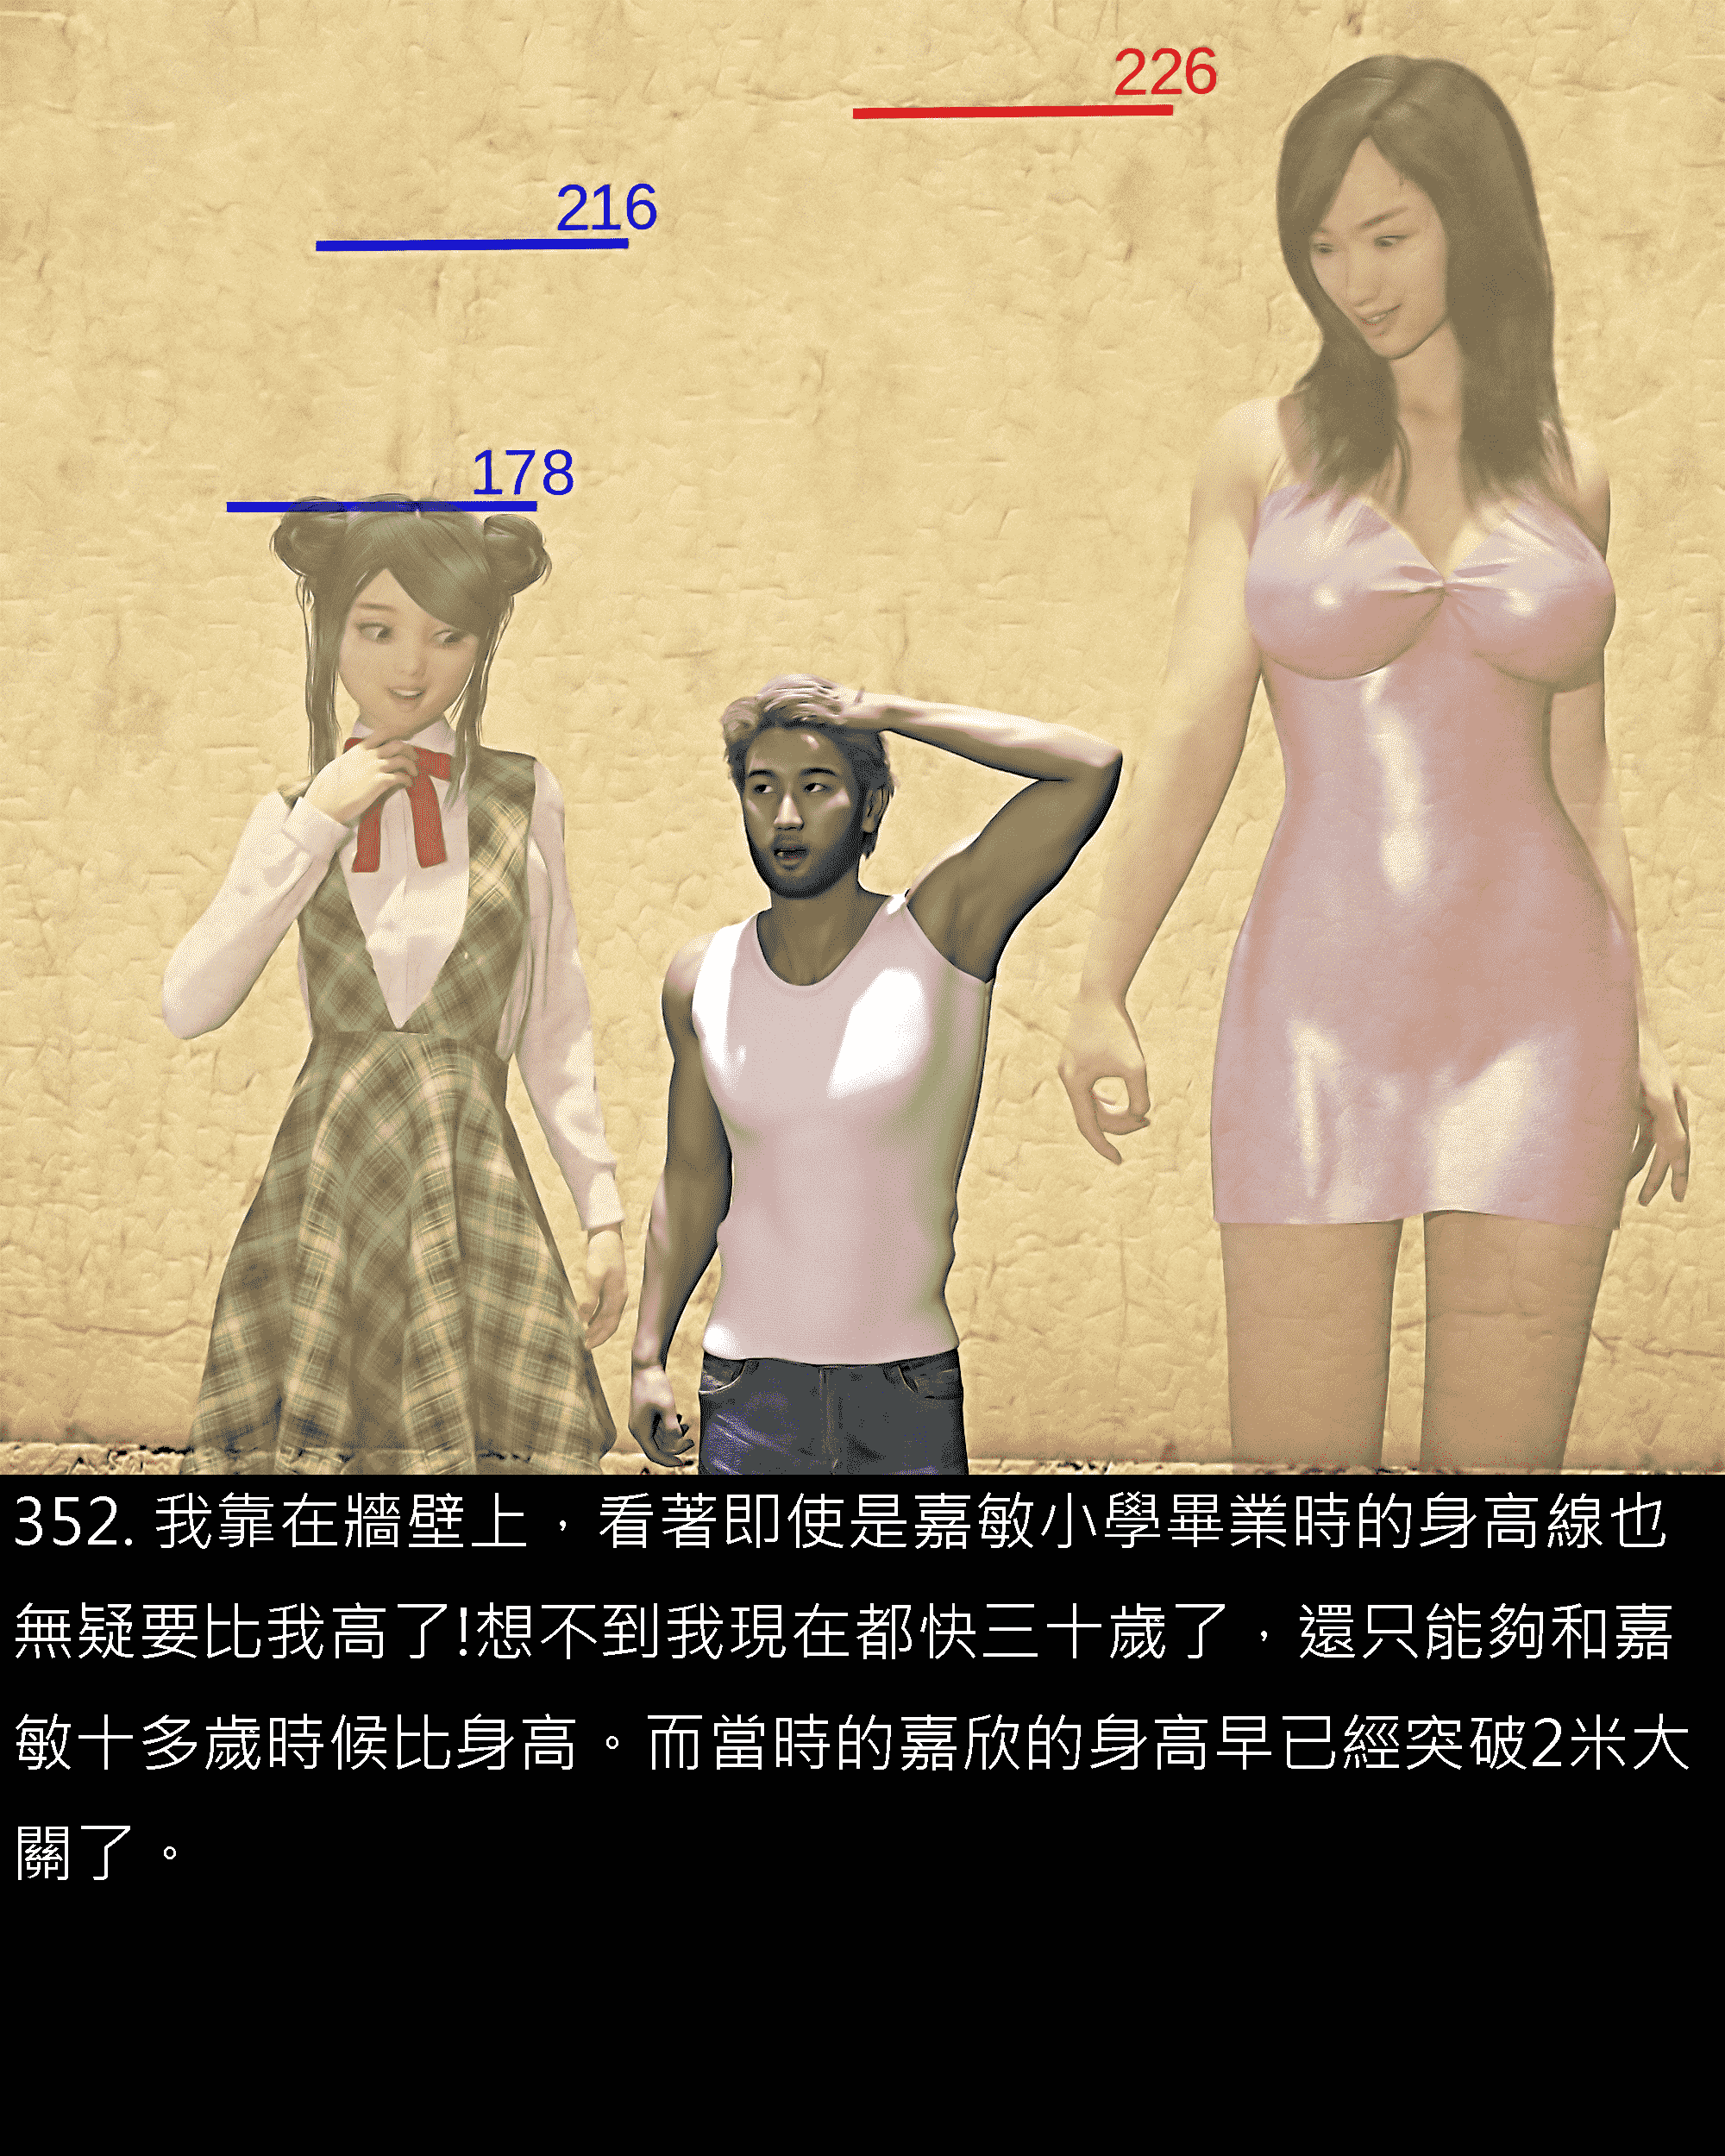 226
216
178
352. 我靠在牆壁上，看著即使是嘉敏小學畢業時的身高線也
無疑要比我高了!想不到我現在都快三十歲了，還只能夠和嘉
敏十多歲時候比身高。而當時的嘉欣的身高早已經突破2米大
關了。